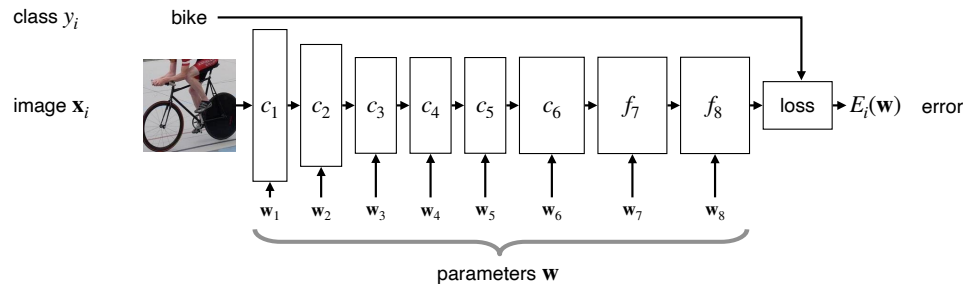 class yᵢ bike
image xᵢ c₁ c₂ c₃ c₄ c₅ c₆ f₇ f₈ loss Eᵢ(w) error
w₁ w₂ w₃ w₄ w₅ w₆ w₇ w₈
parameters w